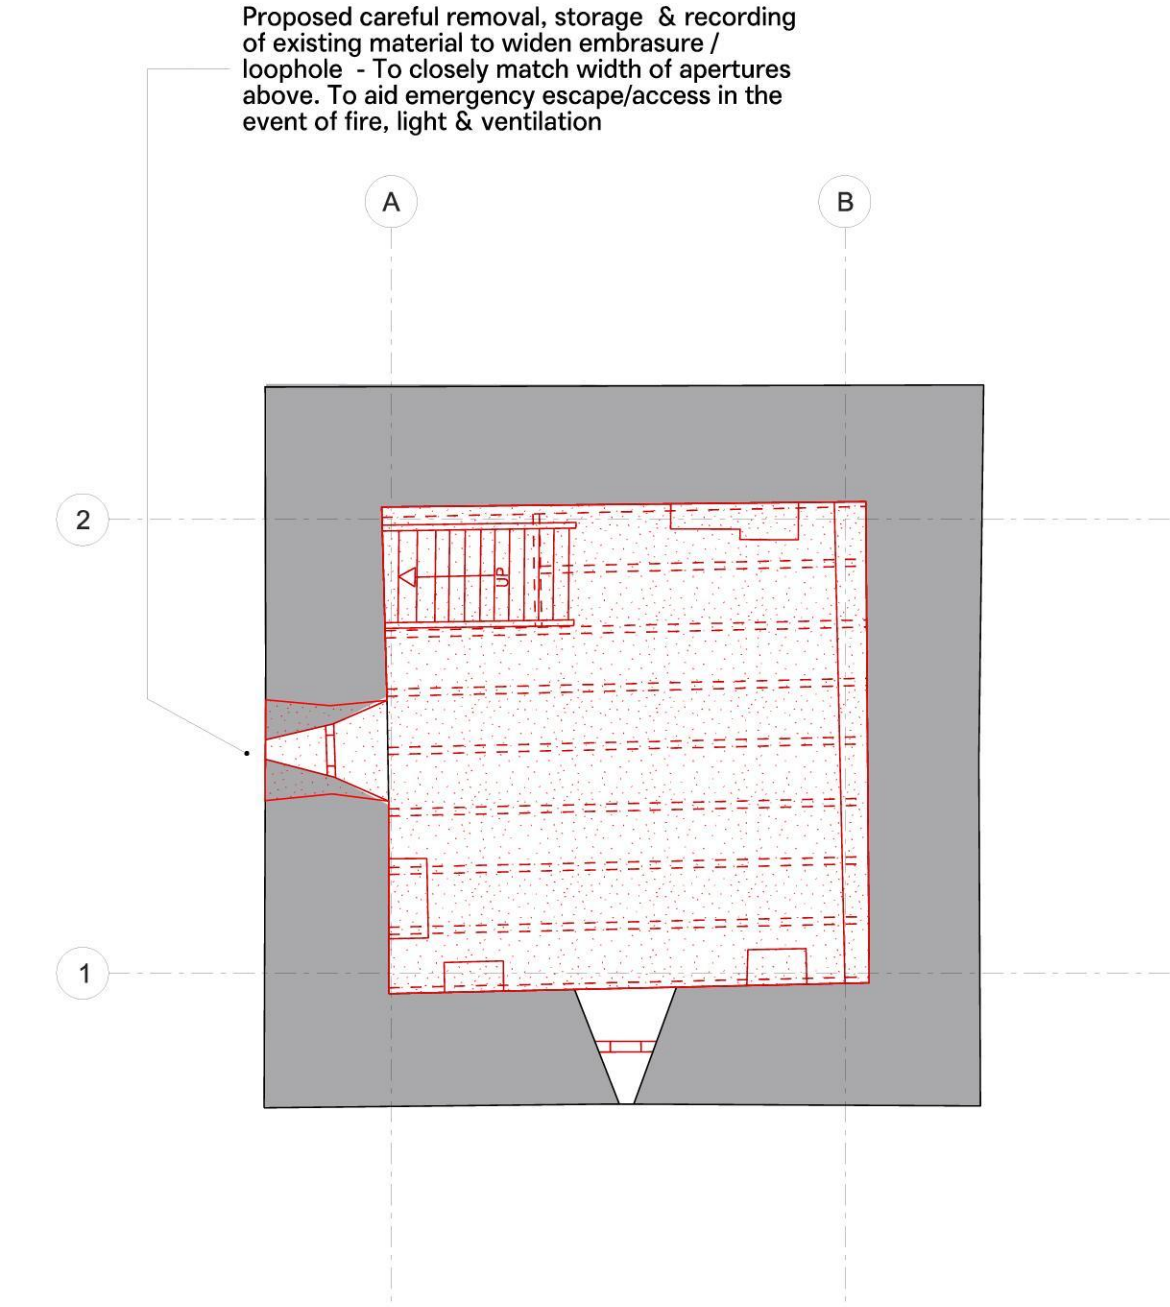 Proposed careful removal, storage & recording
of existing material to widen embrasure /
loophole - To closely match width of apertures
above. To aid emergency escape/access in the
event of fire, light & ventilation
A
B
2
UP
1